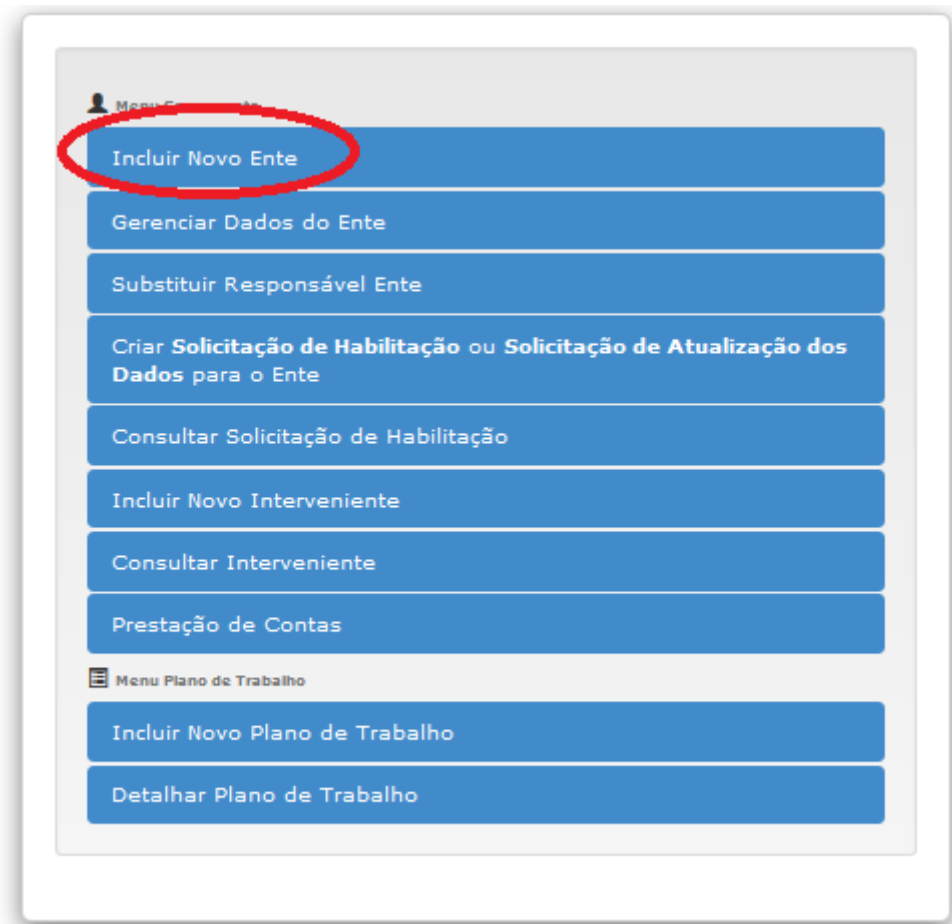 Menu
Incluir Novo Ente
Gerenciar Dados do Ente
Substituir Responsável Ente
Criar Solicitação de Habilitação ou Solicitação de Atualização dos
Dados para o Ente
Consultar Solicitação de Habilitação
Incluir Novo Interveniente
Consultar Interveniente
Prestação de Contas
Menu Plano de Trabalho
Incluir Novo Plano de Trabalho
Detalhar Plano de Trabalho